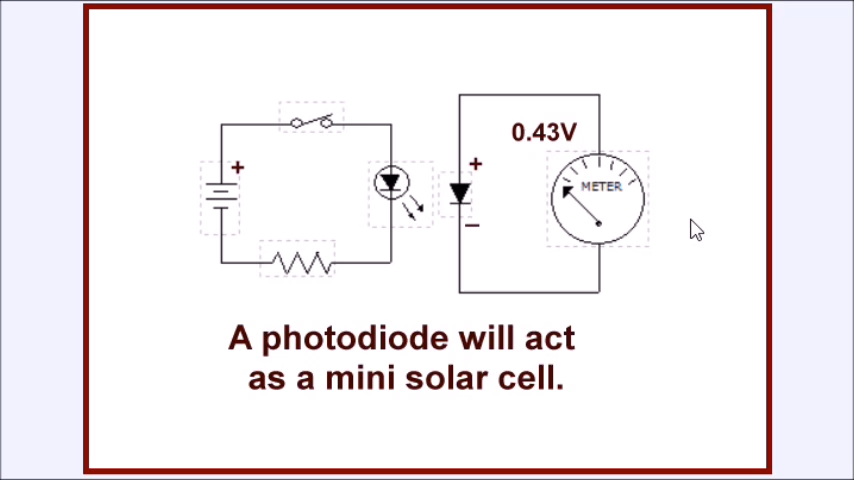 0.43V
+
+
METER
–
A photodiode will act
as a mini solar cell.